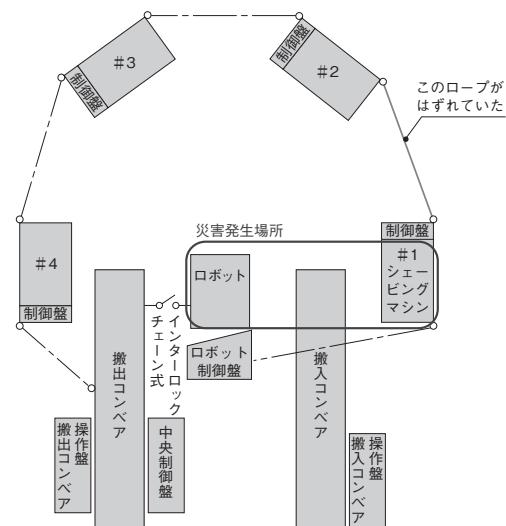 制御盤
#3
制御盤
#2
このロープが
はずれていた
災害発生場所
制御盤
#1
シェー
ビング
マシン
#4
制御盤
ロボット
インターロック
チェーン式
ロボット
制御盤
搬出コンベア
搬入コンベア
操作盤
搬出コンベア
中央制御盤
操作盤
搬入コンベア